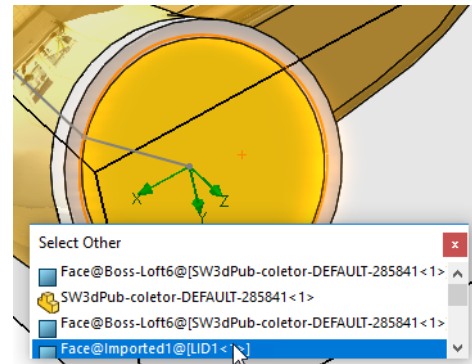 X
Z
Y
Select Other
x
Face@Boss-Loft6@[SW3dPub-coletor-DEFAULT-285841<1>
SW3dPub-coletor-DEFAULT-285841<1>
Face@Boss-Loft6@[SW3dPub-coletor-DEFAULT-285841<1>
Face@Imported1@[LID1<1>]